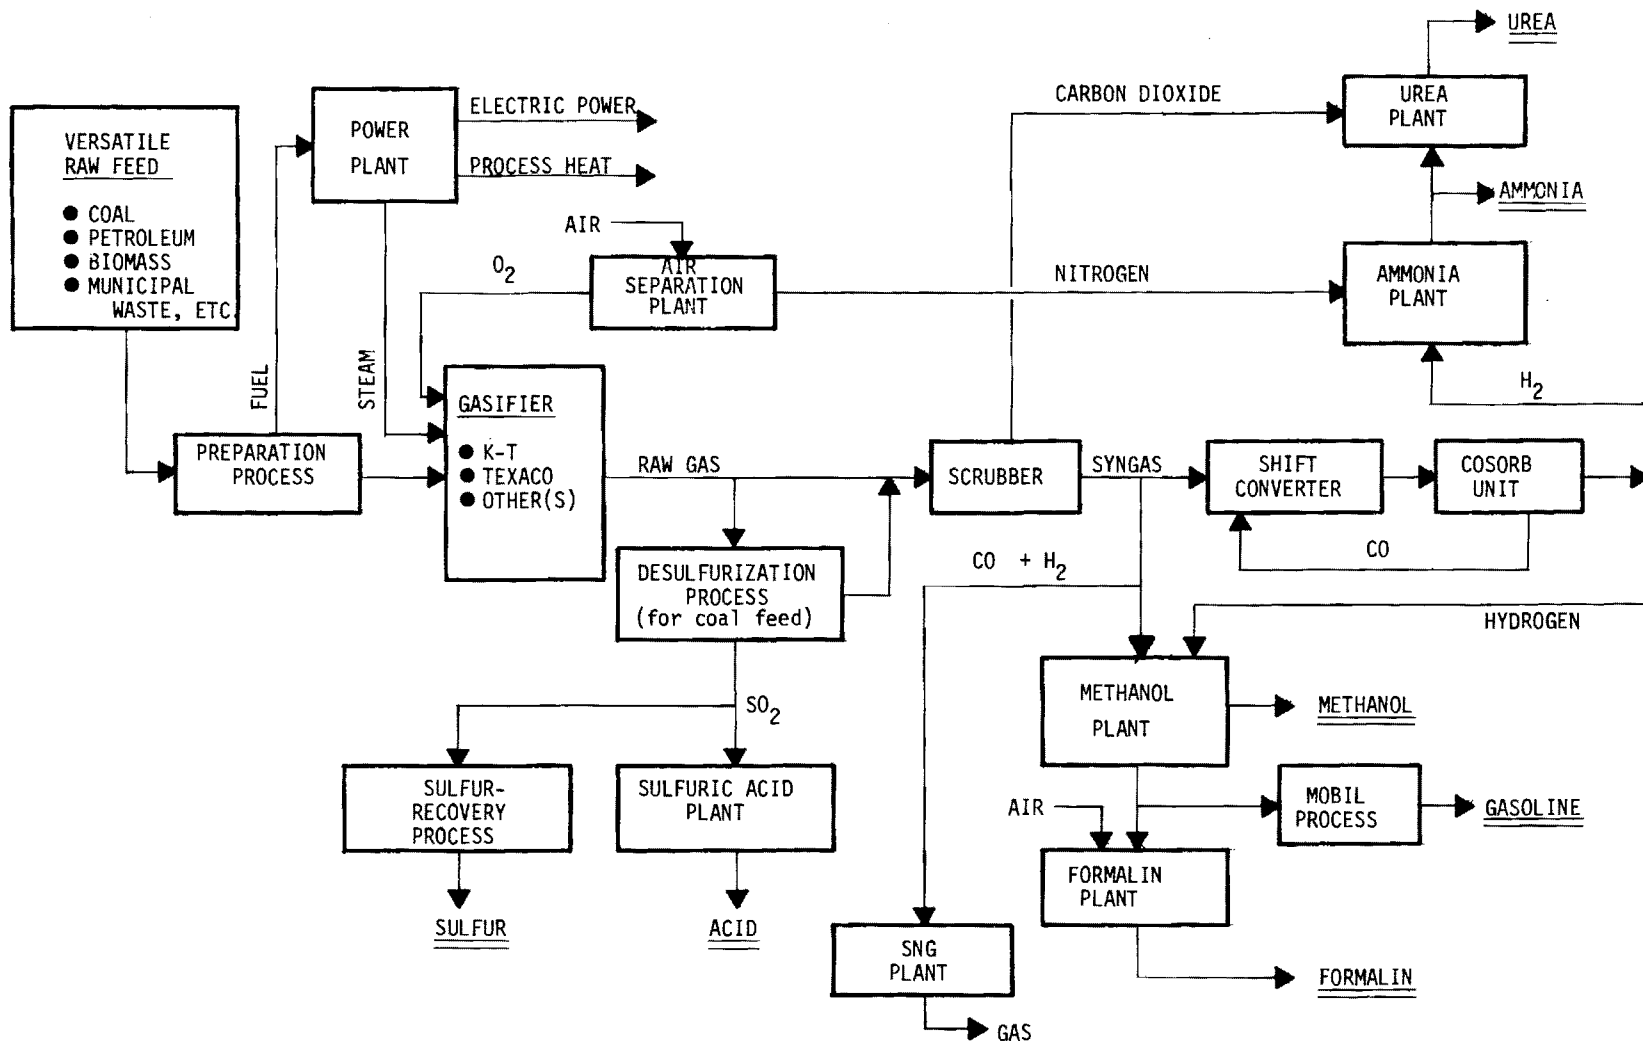 VERSATILE
RAW FEED
● COAL
● PETROLEUM
● BIOMASS
● MUNICIPAL
WASTE, ETC.
POWER
PLANT
ELECTRIC POWER
PROCESS HEAT
FUEL
STEAM
AIR
O2
AIR
SEPARATION
PLANT
CARBON DIOXIDE
NITROGEN
UREA
UREA
PLANT
AMMONIA
AMMONIA
PLANT
H2
PREPARATION
PROCESS
GASIFIER
● K-T
● TEXACO
● OTHER(S)
RAW GAS
SCRUBBER
SYNGAS
SHIFT
CONVERTER
COSORB
UNIT
CO
CO + H2
HYDROGEN
DESULFURIZATION
PROCESS
(for coal feed)
SO2
SULFUR-
RECOVERY
PROCESS
SULFURIC ACID
PLANT
SULFUR
ACID
METHANOL
PLANT
METHANOL
AIR
MOBIL
PROCESS
GASOLINE
FORMALIN
PLANT
FORMALIN
SNG
PLANT
GAS